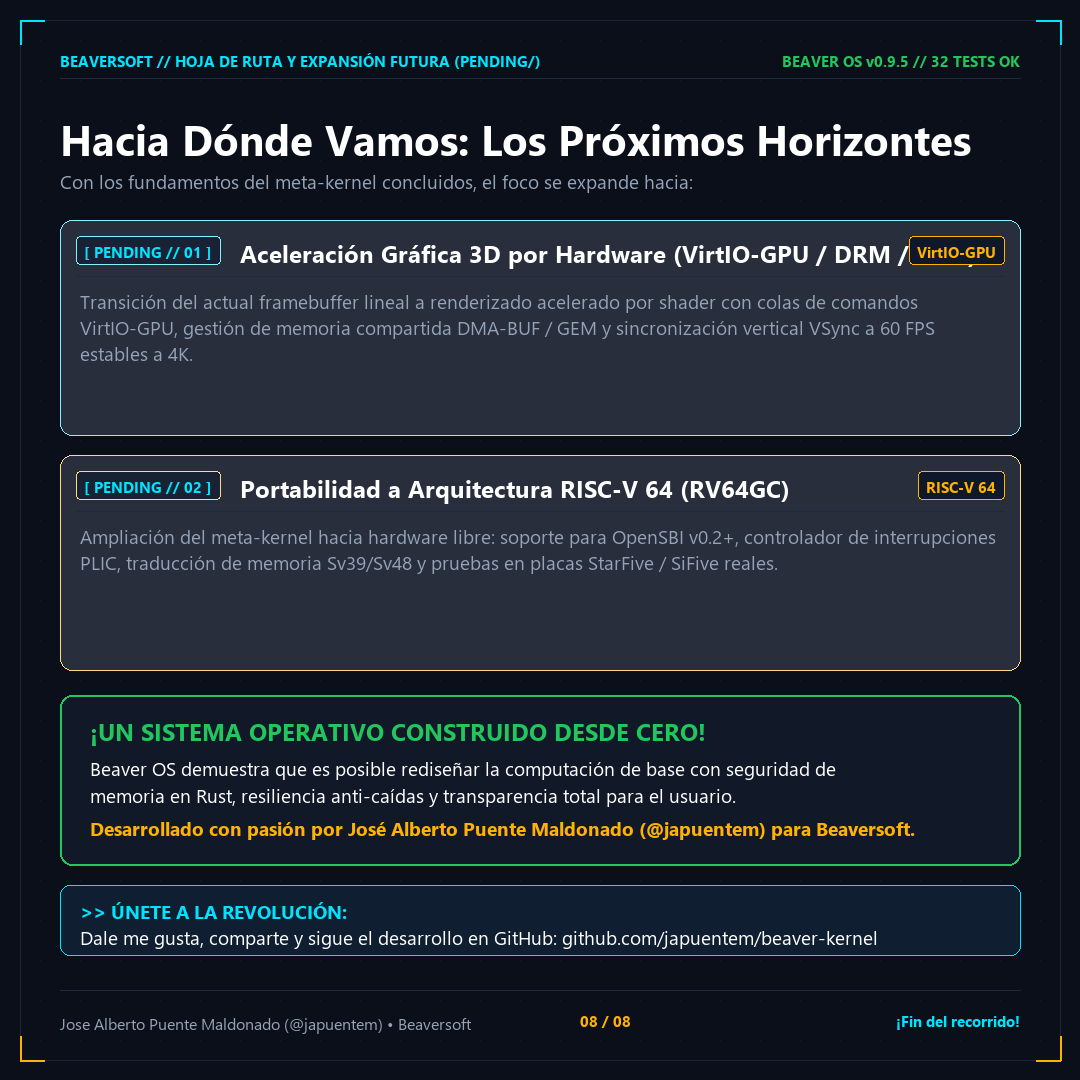 BEAVERSOFT // HOJA DE RUTA Y EXPANSIÓN FUTURA (PENDING/)
BEAVER OS v0.9.5 // 32 TESTS OK
Hacia Dónde Vamos: Los Próximos Horizontes
Con los fundamentos del meta-kernel concluidos, el foco se expande hacia:
[ PENDING // 01 ]
Aceleración Gráfica 3D por Hardware (VirtIO-GPU / DRM /
VirtIO-GPU
Transición del actual framebuffer lineal a renderizado acelerado por shader con colas de comandos
VirtIO-GPU, gestión de memoria compartida DMA-BUF / GEM y sincronización vertical VSync a 60 FPS
estables a 4K.
[ PENDING // 02 ]
Portabilidad a Arquitectura RISC-V 64 (RV64GC)
RISC-V 64
Ampliación del meta-kernel hacia hardware libre: soporte para OpenSBI v0.2+, controlador de interrupciones
PLIC, traducción de memoria Sv39/Sv48 y pruebas en placas StarFive / SiFive reales.
¡UN SISTEMA OPERATIVO CONSTRUIDO DESDE CERO!
Beaver OS demuestra que es posible rediseñar la computación de base con seguridad de
memoria en Rust, resiliencia anti-caídas y transparencia total para el usuario.
Desarrollado con pasión por José Alberto Puente Maldonado (@japuentem) para Beaversoft.
>> ÚNETE A LA REVOLUCIÓN:
Dale me gusta, comparte y sigue el desarrollo en GitHub: github.com/japuentem/beaver-kernel
Jose Alberto Puente Maldonado (@japuentem) • Beaversoft
08 / 08
¡Fin del recorrido!